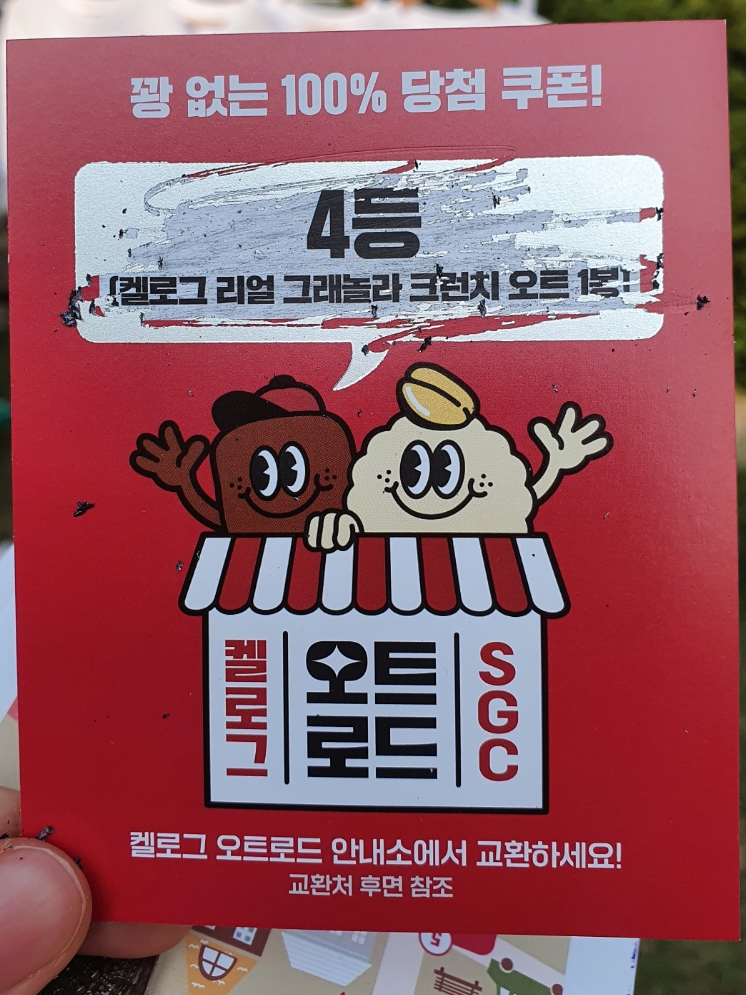 꽝 없는 100% 당첨 쿠폰!
4등
(켈로그 리얼 그래놀라 크런치 오트 1봉)
켈로그
오트
로드
SGC
켈로그 오트로드 안내소에서 교환하세요!
교환처 후면 참조
5